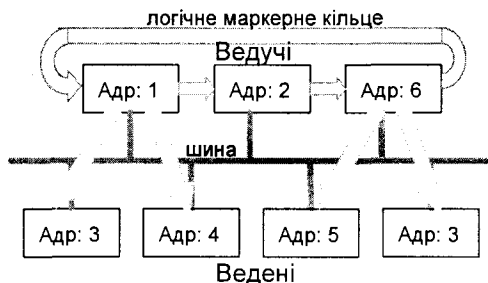 логічне маркерне кільце
Ведучі
Адр: 1
Адр: 2
Адр: 6
шина
Адр: 3
Адр: 4
Адр: 5
Адр: 3
Ведені